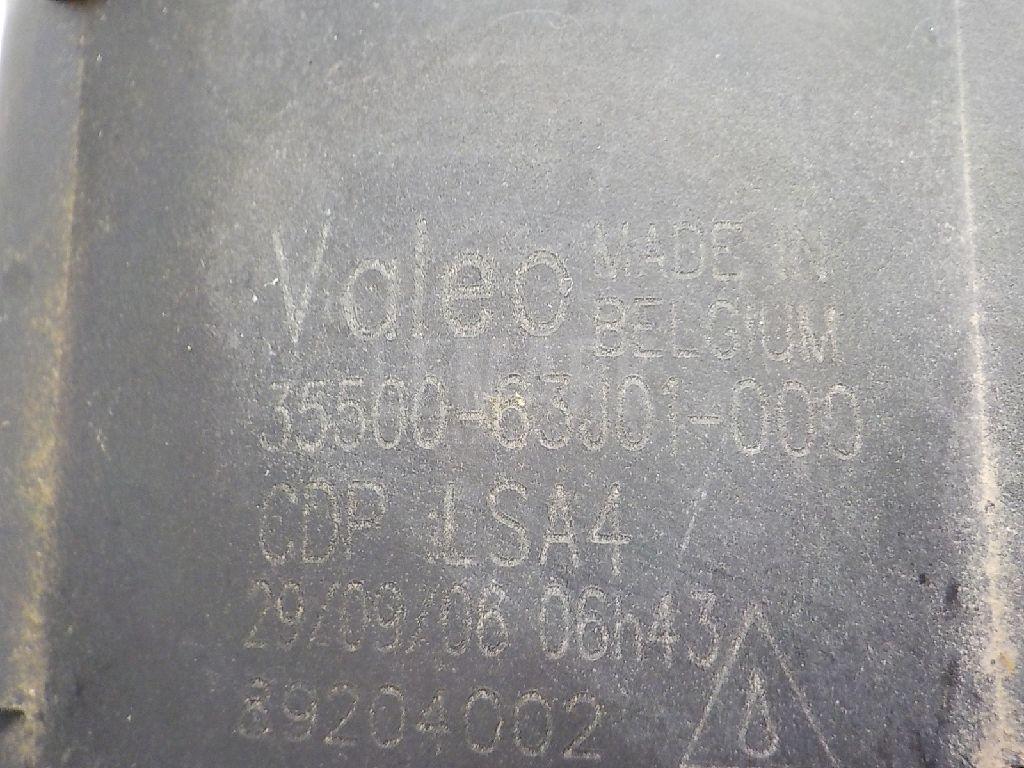 Valeo MADE IN
BELGIUM
35500-63J01-000
CDP LSA4
29/09/06 06h43
89204002